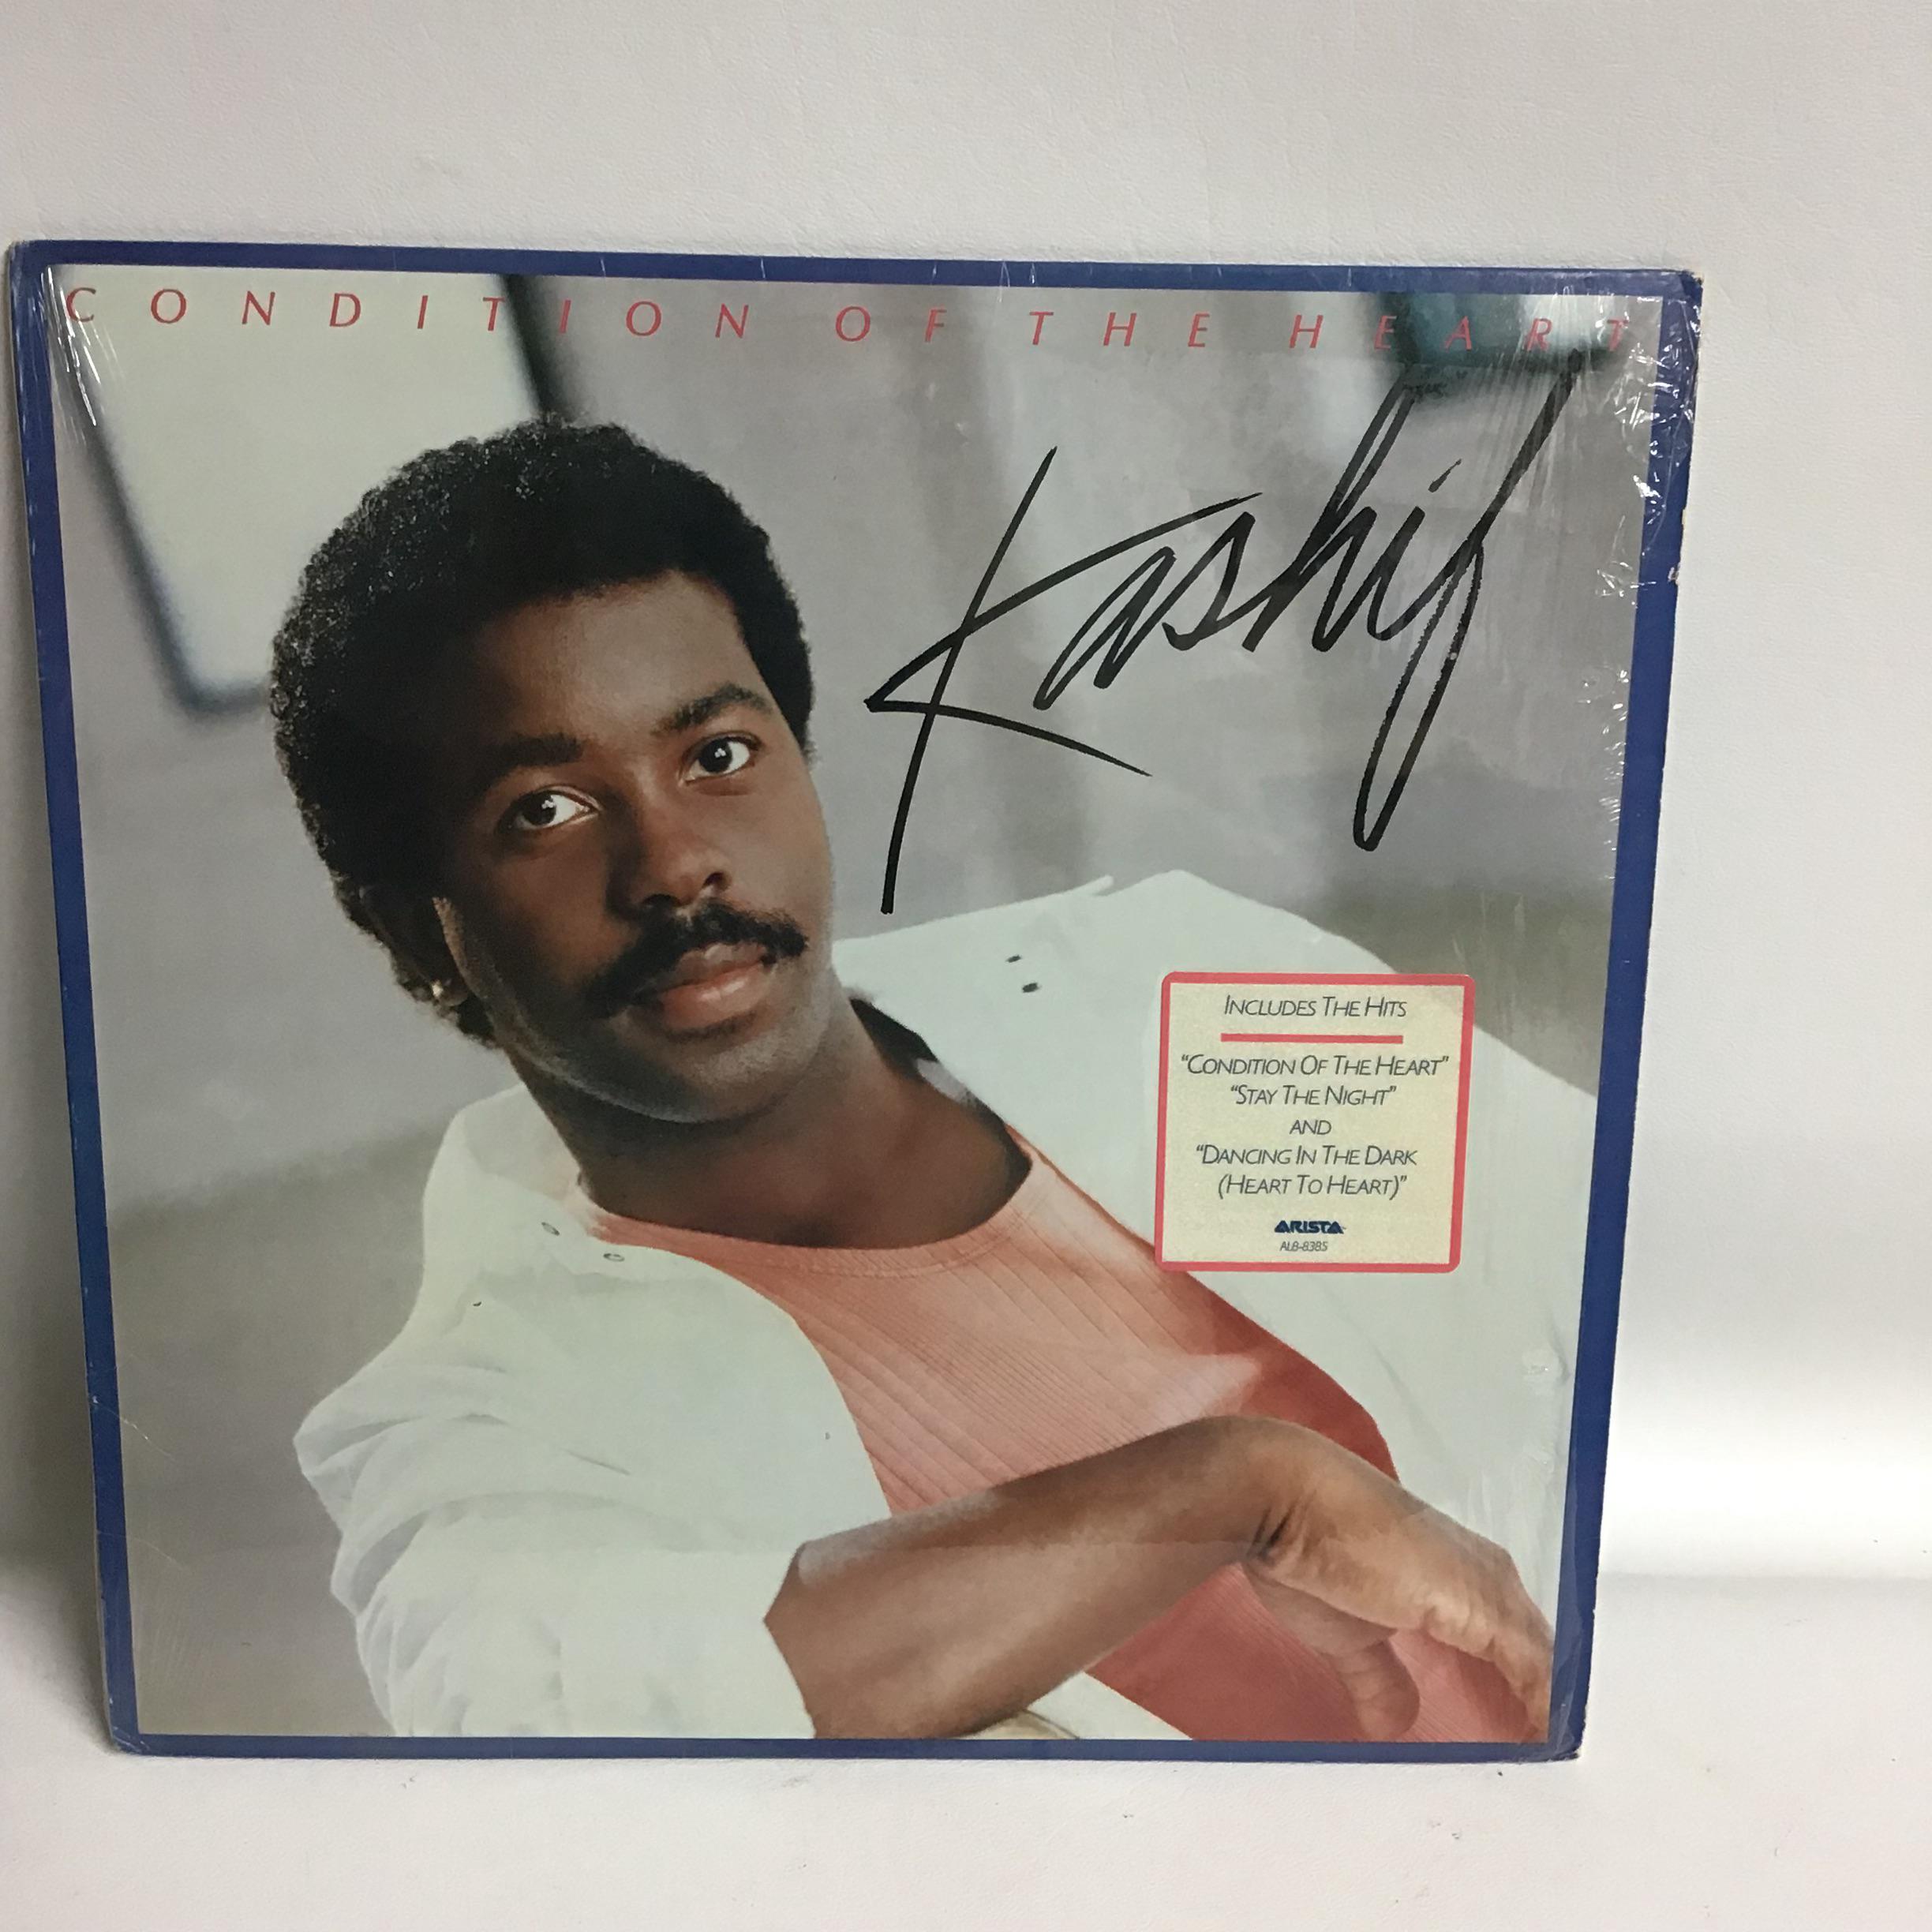 CONDITION OF THE HEART
Kashif
INCLUDES THE HITS
“CONDITION OF THE HEART”
“STAY THE NIGHT”
AND
“DANCING IN THE DARK
(HEART TO HEART)”
ARISTA
AL8-8385